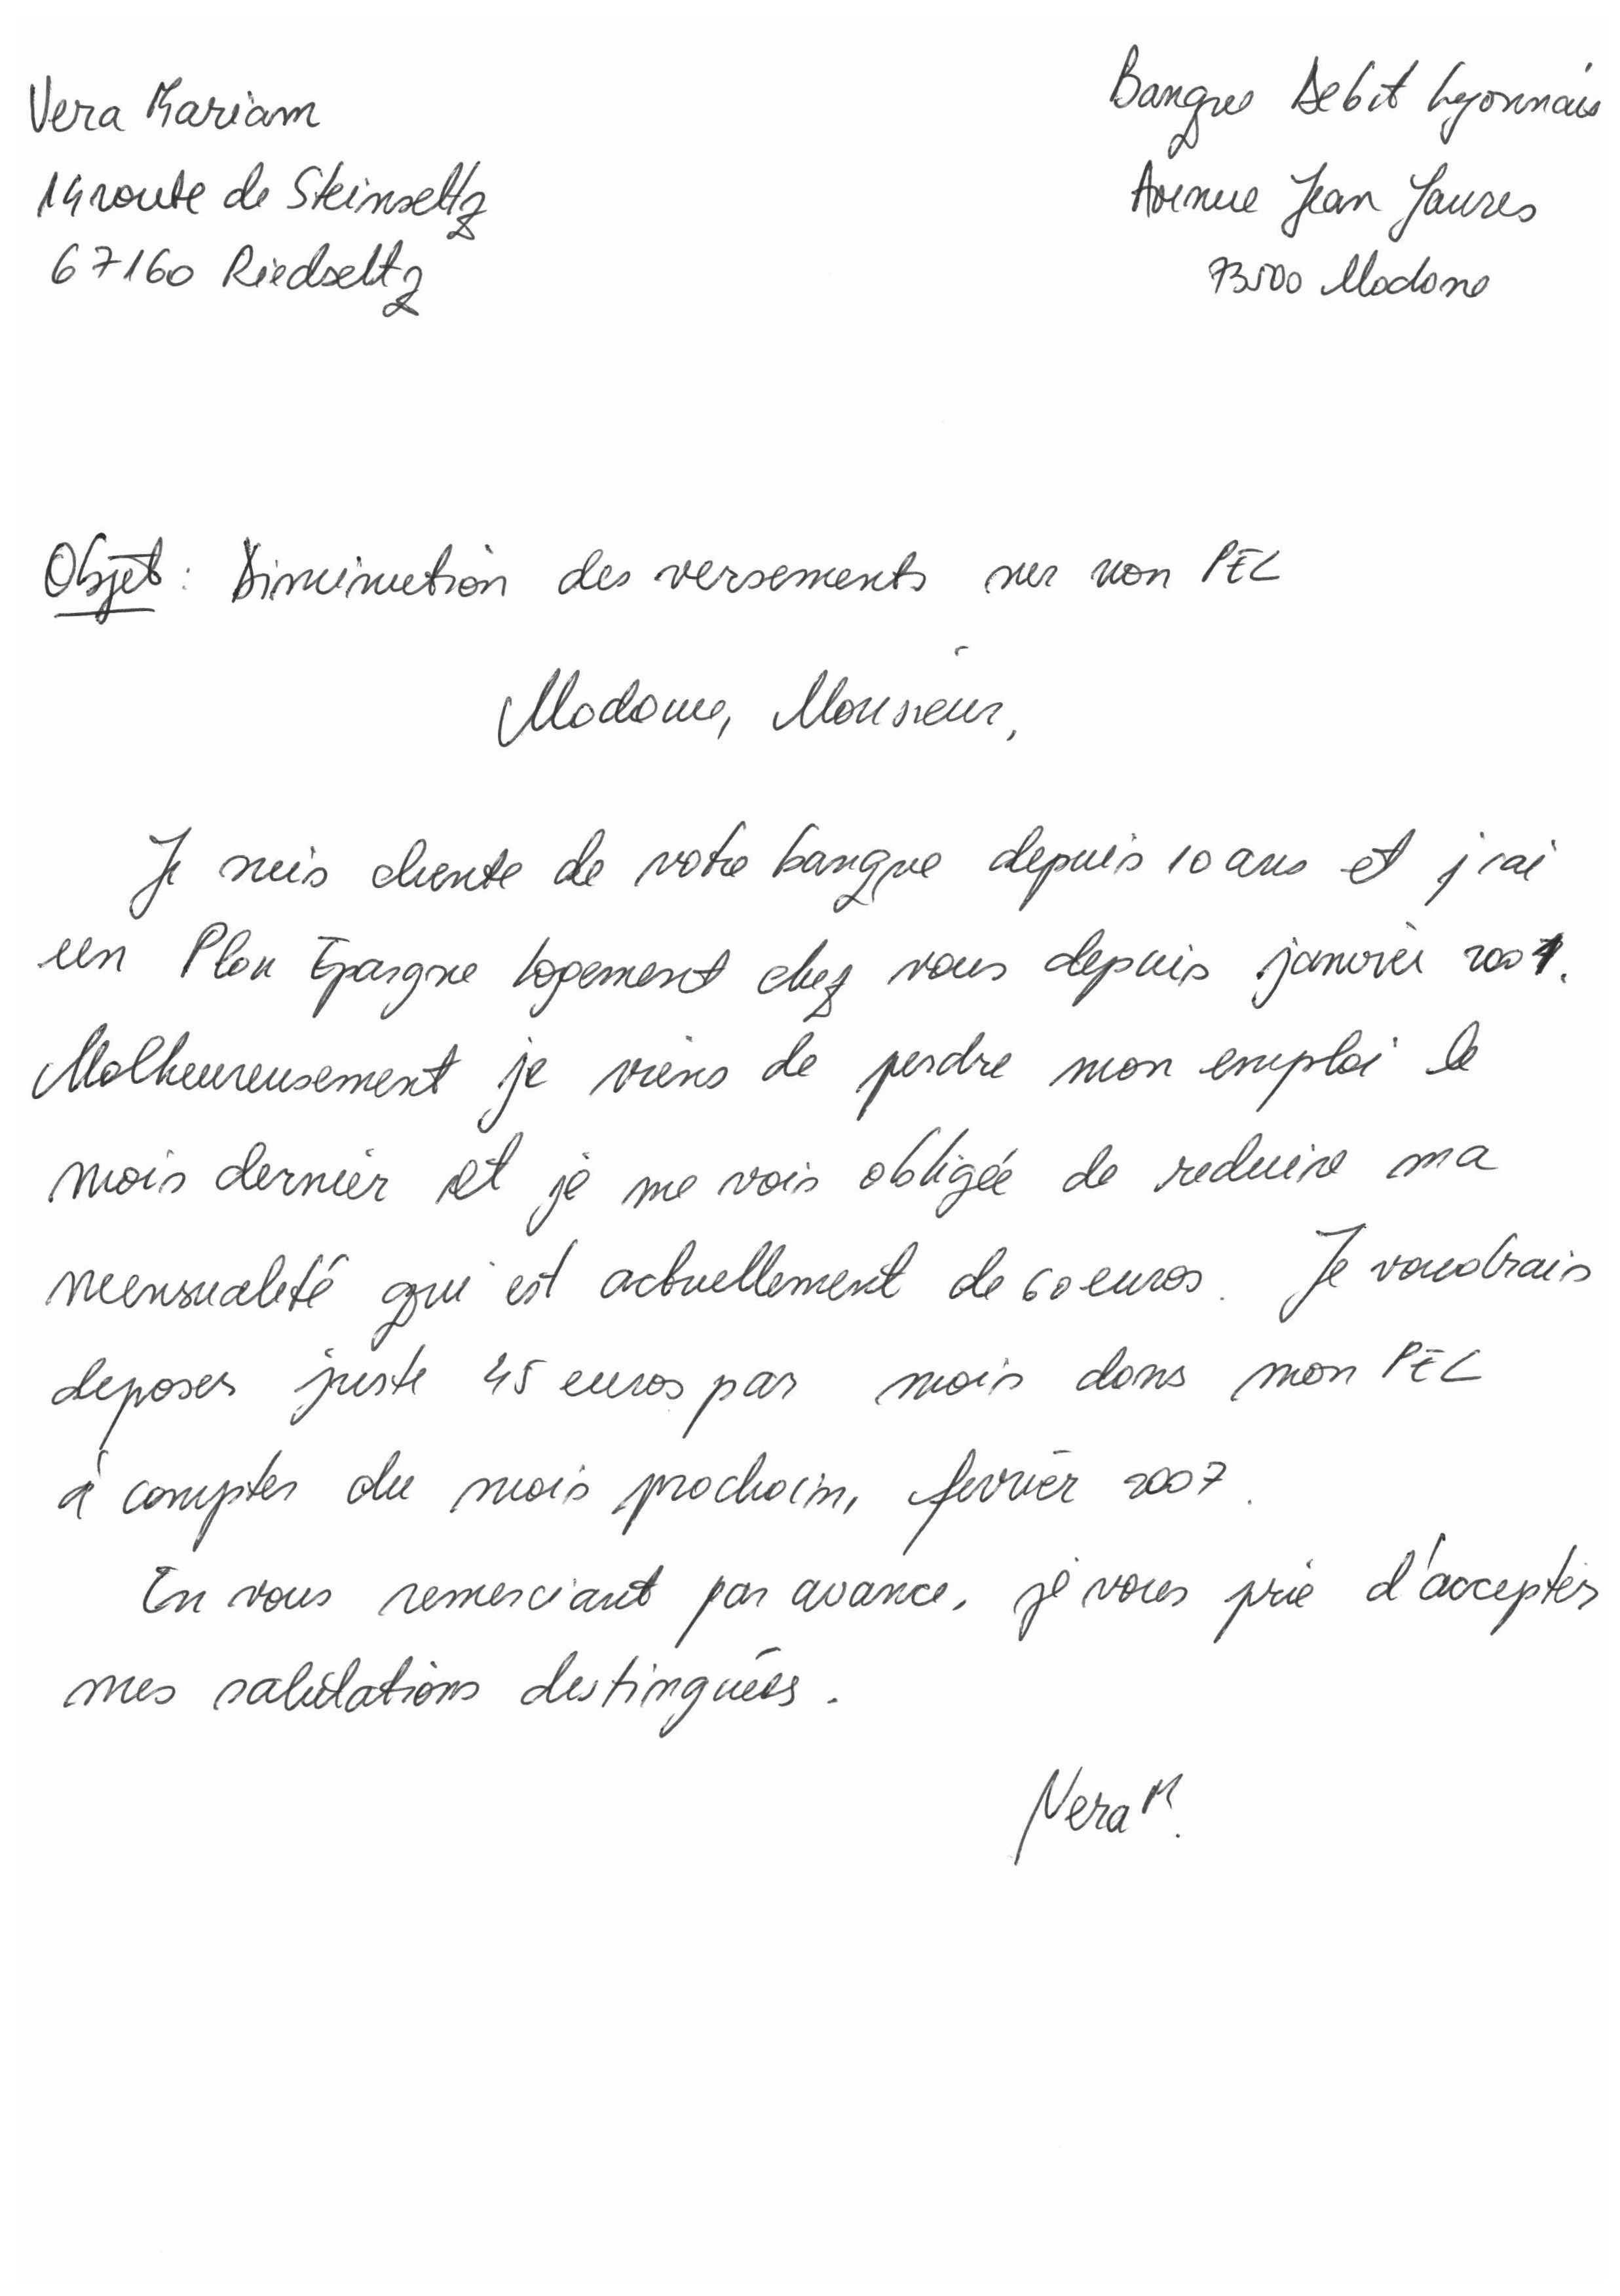 Vera Mariam
14 route de Steinseltz
67160 Riedseltz
Banque Debit Lyonnais
Avenue Jean Jaures
73500 Modane
Objet : Diminution des versements sur mon PEL
Madame, Monsieur,
Je suis cliente de votre banque depuis 10 ans et j'ai
un Plan Epargne Logement chez vous depuis janvier 2001.
Malheureusement je viens de perdre mon emploi le
mois dernier et je me vois obligée de reduire ma
mensualité qui est actuellement de 60 euros. Je voudrais
deposer juste 45 euros par mois dans mon PEL
à compter du mois prochain, fevrier 2007.
En vous remerciant par avance, je vous prie d'accepter
mes salutations distinguées.
Vera M.